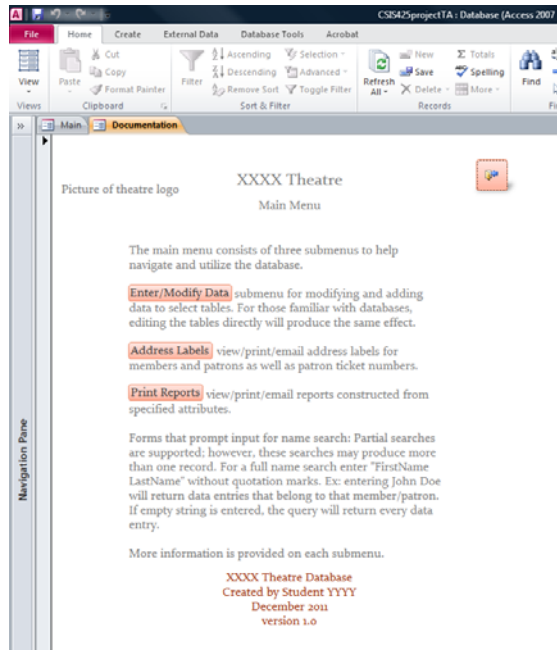 CSIS425projectTA : Database (Access 2007
File Home Create External Data Database Tools Acrobat
View
Views
Paste
Cut
Copy
Format Painter
Clipboard
Filter
Ascending
Descending
Remove Sort
Selection
Advanced
Toggle Filter
Sort & Filter
Refresh
All
New
Save
Delete
Totals
Spelling
More
Records
Find
Main Documentation
Navigation Pane
Picture of theatre logo
XXXX Theatre
Main Menu
The main menu consists of three submenus to help
navigate and utilize the database.
Enter/Modify Data submenu for modifying and adding
data to select tables. For those familiar with databases,
editing the tables directly will produce the same effect.
Address Labels view/print/email address labels for
members and patrons as well as patron ticket numbers.
Print Reports view/print/email reports constructed from
specified attributes.
Forms that prompt input for name search: Partial searches
are supported; however, these searches may produce more
than one record. For a full name search enter "FirstName
LastName" without quotation marks. Ex: entering John Doe
will return data entries that belong to that member/patron.
If empty string is entered, the query will return every data
entry.
More information is provided on each submenu.
XXXX Theatre Database
Created by Student YYYY
December 2011
version 1.0